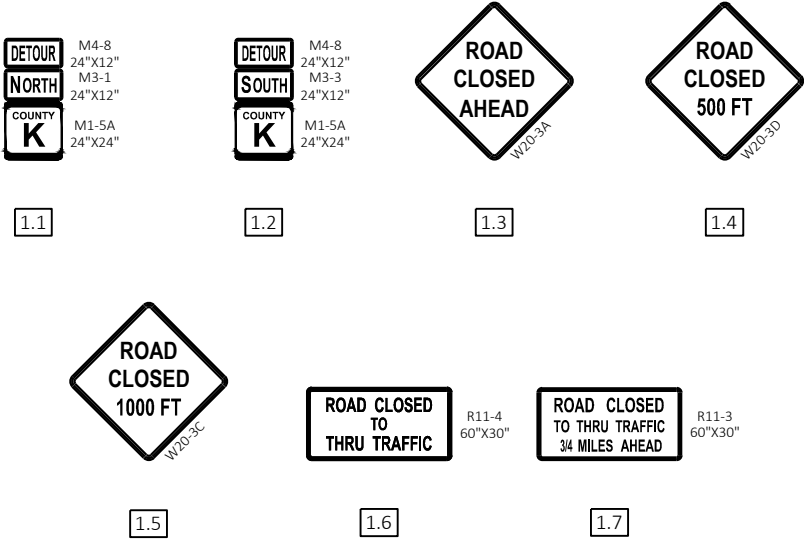 DETOUR
M4-8
24"X12"
NORTH
M3-1
24"X12"
COUNTY
K
M1-5A
24"X24"
1.1
DETOUR
M4-8
24"X12"
SOUTH
M3-3
24"X12"
COUNTY
K
M1-5A
24"X24"
1.2
ROAD
CLOSED
AHEAD
W20-3A
1.3
ROAD
CLOSED
500 FT
W20-3D
1.4
ROAD
CLOSED
1000 FT
W20-3C
1.5
ROAD CLOSED
TO
THRU TRAFFIC
R11-4
60"X30"
1.6
ROAD CLOSED
TO THRU TRAFFIC
3/4 MILES AHEAD
R11-3
60"X30"
1.7